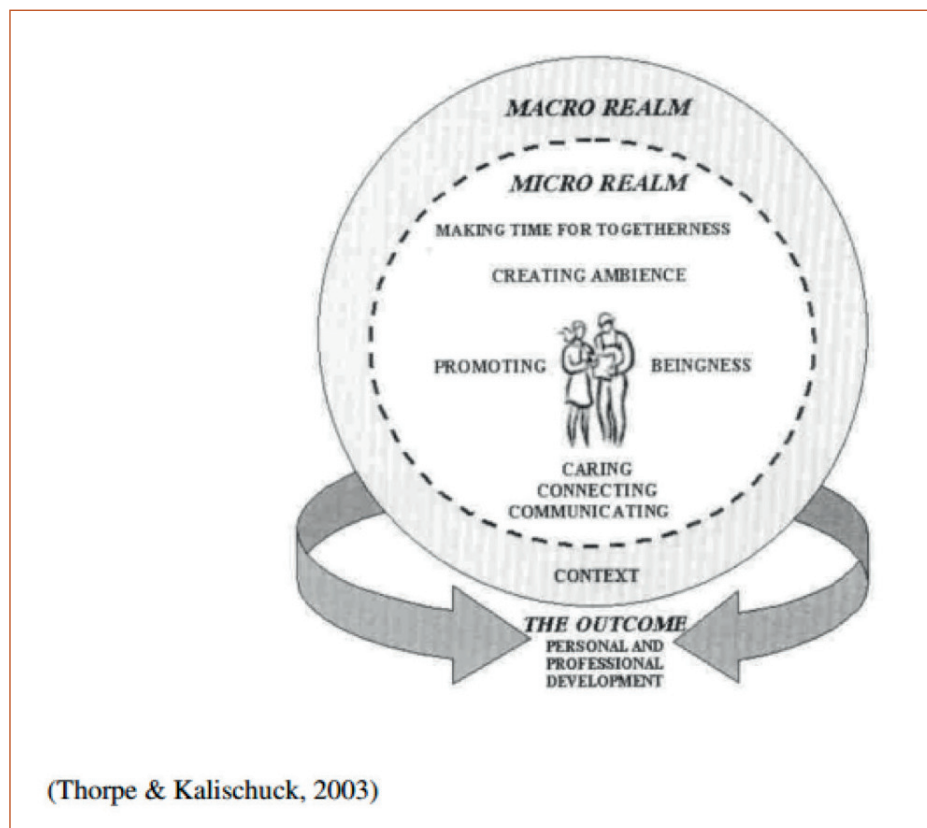 MACRO REALM
MICRO REALM
MAKING TIME FOR TOGETHERNESS
CREATING AMBIENCE
PROMOTING BEINGNESS
CARING
CONNECTING
COMMUNICATING
CONTEXT
THE OUTCOME
PERSONAL AND
PROFESSIONAL
DEVELOPMENT
(Thorpe & Kalischuck, 2003)